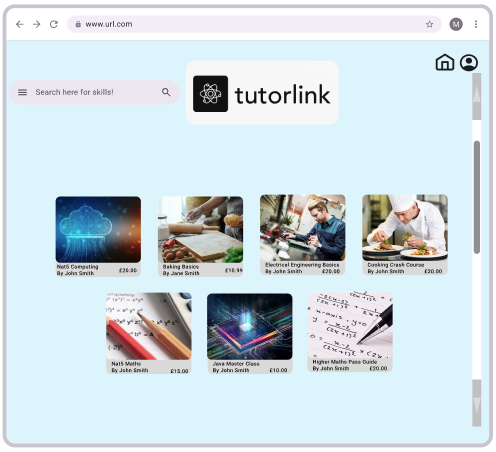 www.url.com
M
Search here for skills!
tutorlink
Nat5 Computing
By John Smith £20.00
Baking Basics
By Jane Smith £10.99
Electrical Engineering Basics
By John Smith £20.00
Cooking Crash Course
By John Smith £20.00
Nat5 Maths
By John Smith £15.00
Java Master Class
By John Smith £10.00
Higher Maths Pass Guide
By John Smith £20.00